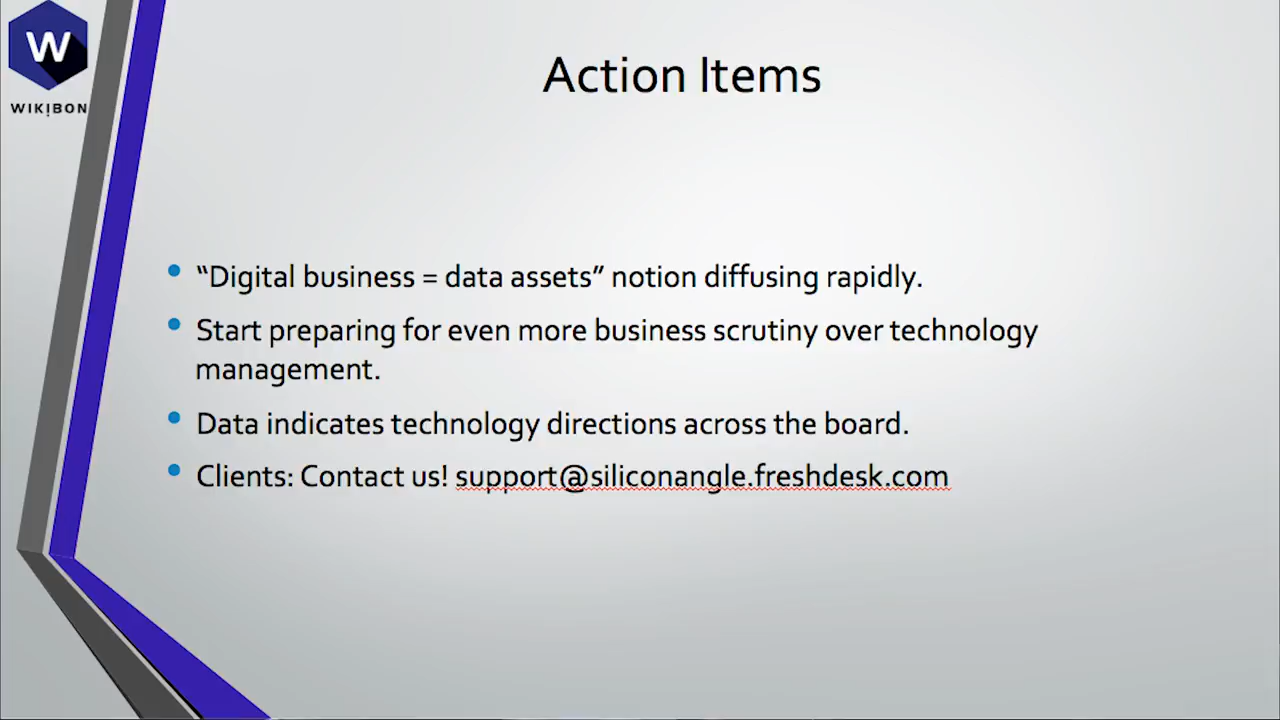 W
WIKIBON
Action Items
“Digital business = data assets” notion diffusing rapidly.
Start preparing for even more business scrutiny over technology
management.
Data indicates technology directions across the board.
Clients: Contact us! support@siliconangle.freshdesk.com